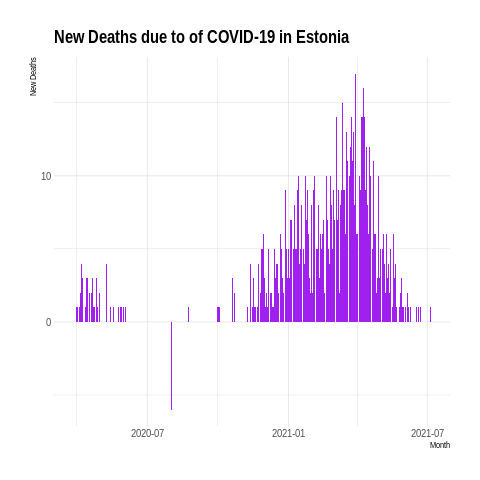 New Deaths due to of COVID-19 in Estonia
New Deaths
10
0
2020-07
2021-01
2021-07
Month